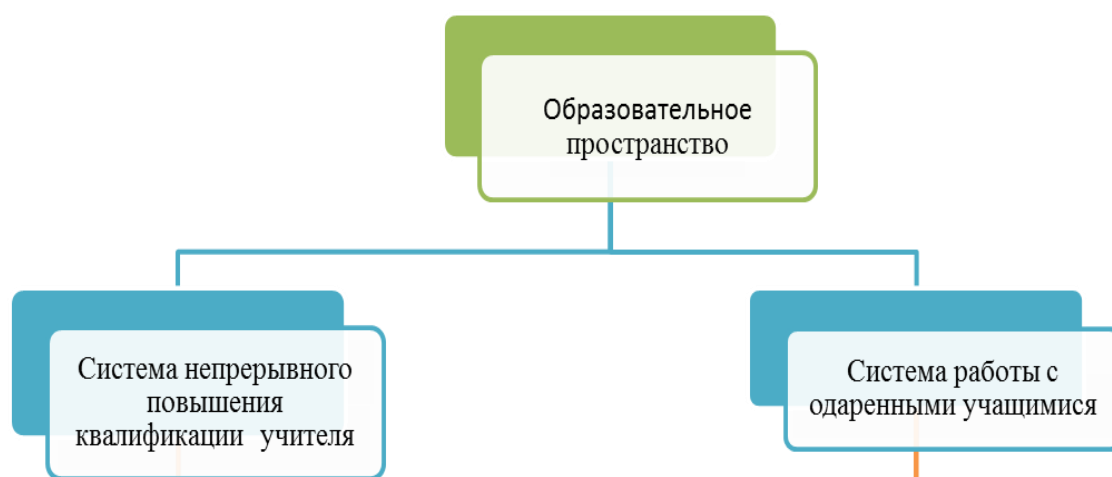 Образовательное
пространство
Система непрерывного
повышения
квалификации учителя
Система работы с
одаренными учащимися